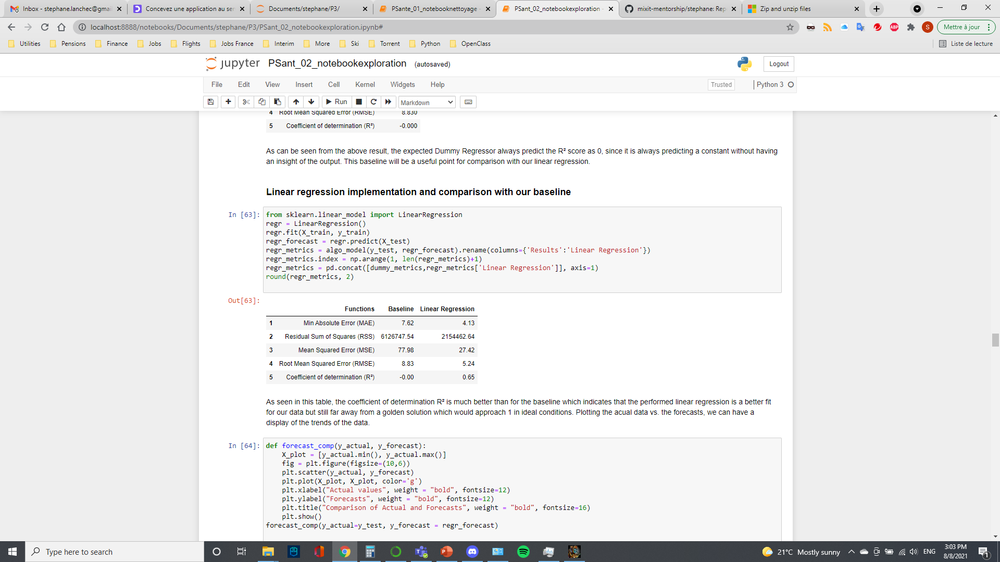 Inbox - stephane.lanchec@gmai
Concevez une application au ser
Documents/stephane/P3/
PSante_01_notebooknettoyage -
PSant_02_notebookexploration -
mixit-mentorship/stephane: Rep
Zip and unzip files
localhost:8888/notebooks/Documents/stephane/P3/PSant_02_notebookexploration.ipynb#
ABP
S
Mettre à jour
Utilities
Pensions
Finance
Jobs
Flights
Jobs France
Interim
More
Ski
Torrent
Python
OpenClass
Liste de lecture
jupyter PSant_02_notebookexploration (autosaved)
Logout
File Edit View Insert Cell Kernel Widgets Help
Trusted
Python 3
Run
Markdown
4 Root Mean Squared Error (RMSE) 8.830
5 Coefficient of determination (R²) -0.000
As can be seen from the above result, the expected Dummy Regressor always predict the R² score as 0, since it is always predicting a constant without having
an insight of the output. This baseline will be a useful point for comparison with our linear regression.
Linear regression implementation and comparison with our baseline
In [63]: from sklearn.linear_model import LinearRegression
regr = LinearRegression()
regr.fit(X_train, y_train)
regr_forecast = regr.predict(X_test)
regr_metrics = algo_model(y_test, regr_forecast).rename(columns={'Results':'Linear Regression'})
regr_metrics.index = np.arange(1, len(regr_metrics)+1)
regr_metrics = pd.concat([dummy_metrics,regr_metrics['Linear Regression']], axis=1)
round(regr_metrics, 2)
Out[63]:
Functions Baseline Linear Regression
1 Min Absolute Error (MAE) 7.62 4.13
2 Residual Sum of Squares (RSS) 6126747.54 2154462.64
3 Mean Squared Error (MSE) 77.98 27.42
4 Root Mean Squared Error (RMSE) 8.83 5.24
5 Coefficient of determination (R²) -0.00 0.65
As seen in this table, the coefficient of determination R² is much better than for the baseline which indicates that the performed linear regression is a better fit
for our data but still far away from a golden solution which would approach 1 in ideal conditions. Plotting the acual data vs. the forecasts, we can have a
display of the trends of the data.
In [64]: def forecast_comp(y_actual, y_forecast):
X_plot = [y_actual.min(), y_actual.max()]
fig = plt.figure(figsize=(10,6))
plt.scatter(y_actual, y_forecast)
plt.plot(X_plot, X_plot, color='g')
plt.xlabel("Actual values", weight = "bold", fontsize=12)
plt.ylabel("Forecasts", weight = "bold", fontsize=12)
plt.title("Comparison of Actual and Forecasts", weight = "bold", fontsize=16)
plt.show()
forecast_comp(y_actual=y_test, y_forecast = regr_forecast)
Type here to search
21°C Mostly sunny
ENG
3:03 PM
8/8/2021
1